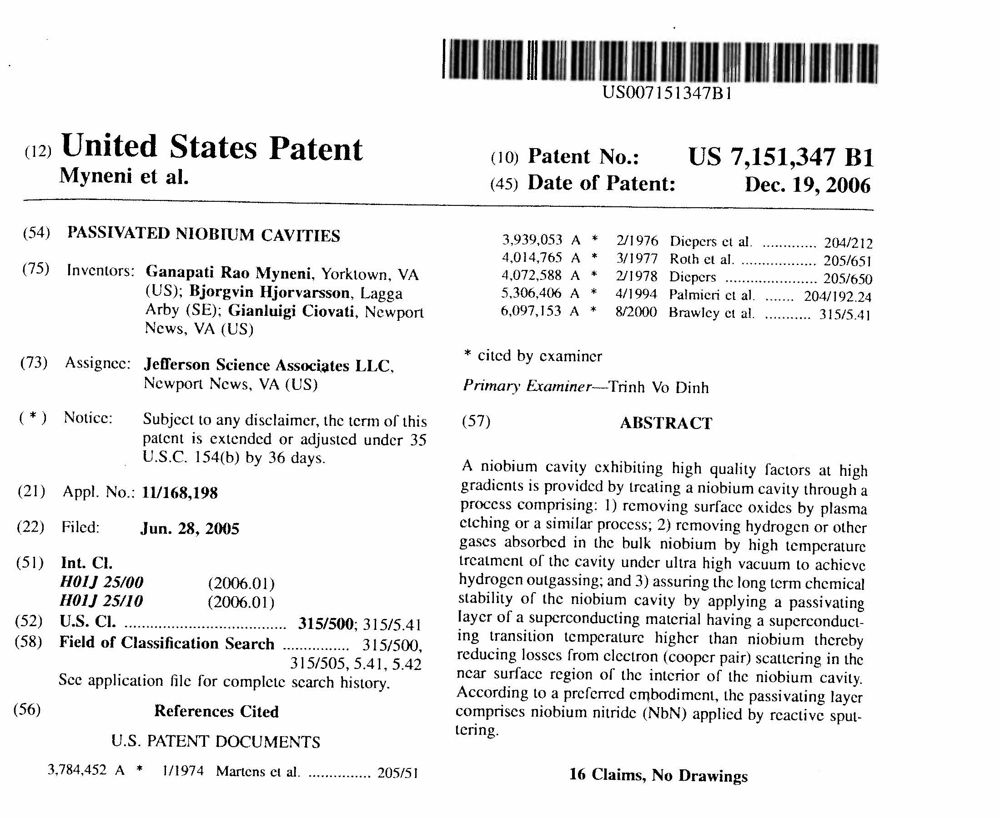 US007151347B1
(12) United States Patent
Myneni et al.
(10) Patent No.: US 7,151,347 B1
(45) Date of Patent: Dec. 19, 2006
(54) PASSIVATED NIOBIUM CAVITIES
(75) Inventors: Ganapati Rao Myneni, Yorktown, VA
(US); Bjorgvin Hjorvarsson, Lagga
Arby (SE); Gianluigi Ciovati, Newport
News, VA (US)
(73) Assignee: Jefferson Science Associates LLC,
Newport News, VA (US)
( * ) Notice: Subject to any disclaimer, the term of this
patent is extended or adjusted under 35
U.S.C. 154(b) by 36 days.
(21) Appl. No.: 11/168,198
(22) Filed: Jun. 28, 2005
(51) Int. Cl.
H01J 25/00 (2006.01)
H01J 25/10 (2006.01)
(52) U.S. Cl. ..................................... 315/500; 315/5.41
(58) Field of Classification Search ................ 315/500,
315/505, 5.41, 5.42
See application file for complete search history.
(56) References Cited
U.S. PATENT DOCUMENTS
3,784,452 A * 1/1974 Martens et al. ............... 205/51
3,939,053 A * 2/1976 Diepers et al. ............. 204/212
4,014,765 A * 3/1977 Roth et al. .................. 205/651
4,072,588 A * 2/1978 Diepers ...................... 205/650
5,306,406 A * 4/1994 Palmieri et al. ....... 204/192.24
6,097,153 A * 8/2000 Brawley et al. ........... 315/5.41
* cited by examiner
Primary Examiner—Trinh Vo Dinh
(57) ABSTRACT
A niobium cavity exhibiting high quality factors at high
gradients is provided by treating a niobium cavity through a
process comprising: 1) removing surface oxides by plasma
etching or a similar process; 2) removing hydrogen or other
gases absorbed in the bulk niobium by high temperature
treatment of the cavity under ultra high vacuum to achieve
hydrogen outgassing; and 3) assuring the long term chemical
stability of the niobium cavity by applying a passivating
layer of a superconducting material having a superconduct-
ing transition temperature higher than niobium thereby
reducing losses from electron (cooper pair) scattering in the
near surface region of the interior of the niobium cavity.
According to a preferred embodiment, the passivating layer
comprises niobium nitride (NbN) applied by reactive sput-
tering.
16 Claims, No Drawings